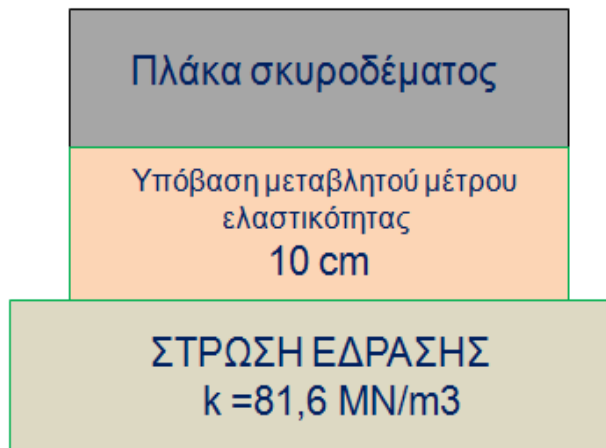 Πλάκα σκυροδέματος
Υπόβαση μεταβλητού μέτρου
ελαστικότητας
10 cm
ΣΤΡΩΣΗ ΕΔΡΑΣΗΣ
k =81,6 MN/m3